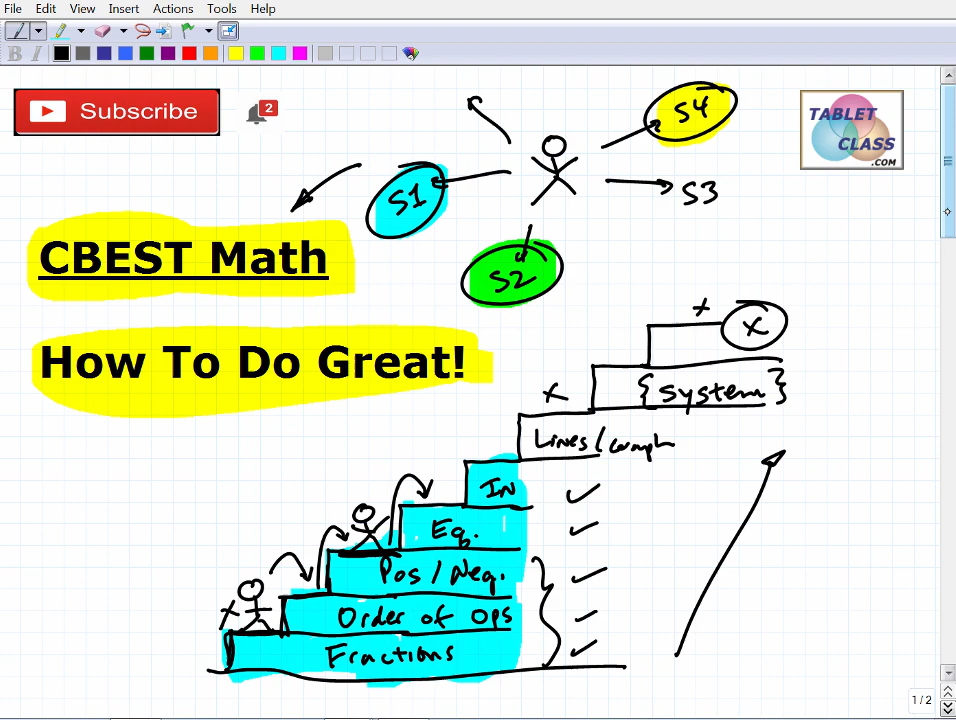 File Edit View Insert Actions Tools Help
B I
Subscribe
2
S4
TABLET
CLASS
.COM
S1
S3
S2
CBEST Math
How To Do Great!
+
x
x
{System}
Lines/Graph
IN
Eq.
Pos/Neg.
x
Order of Ops
Fractions
1 / 2